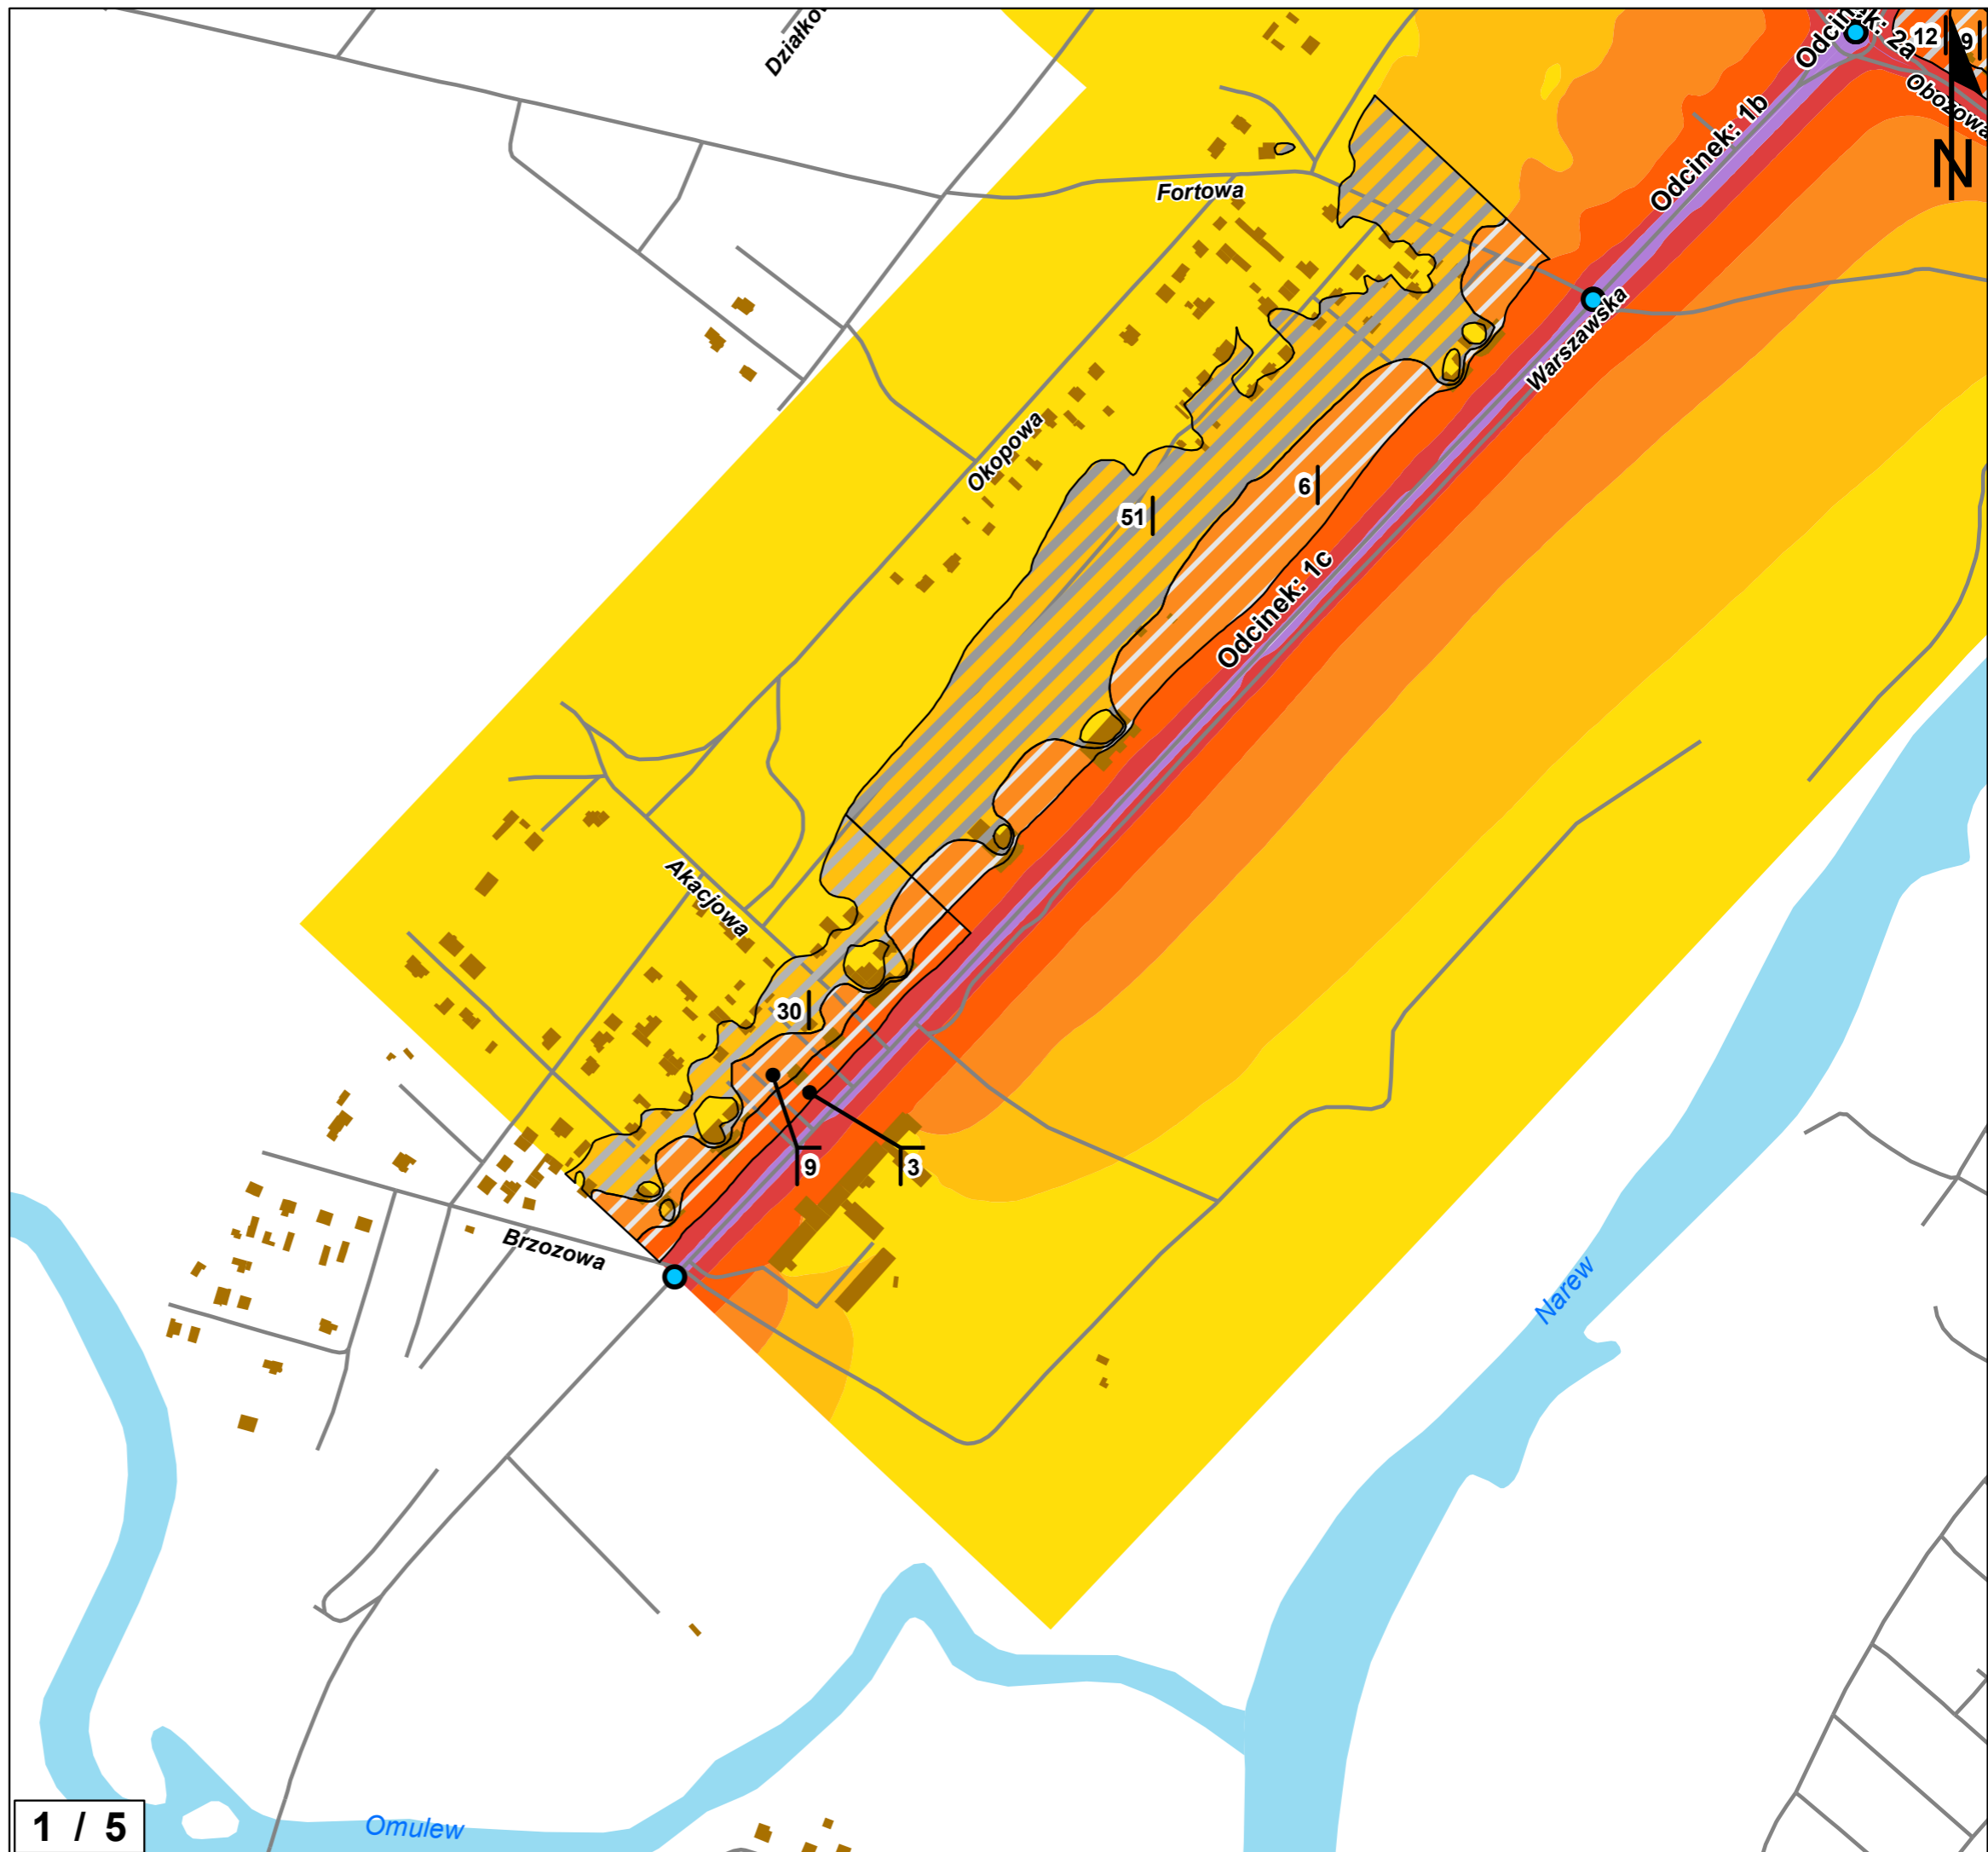 Działko
Odcinek: 2a
12
9
Obozowa
N
Odcinek: 1b
Fortowa
Warszawska
Okopowa
6
51
Odcinek: 1c
Akacjowa
30
9
3
Brzozowa
Narew
Omulew
1 / 5